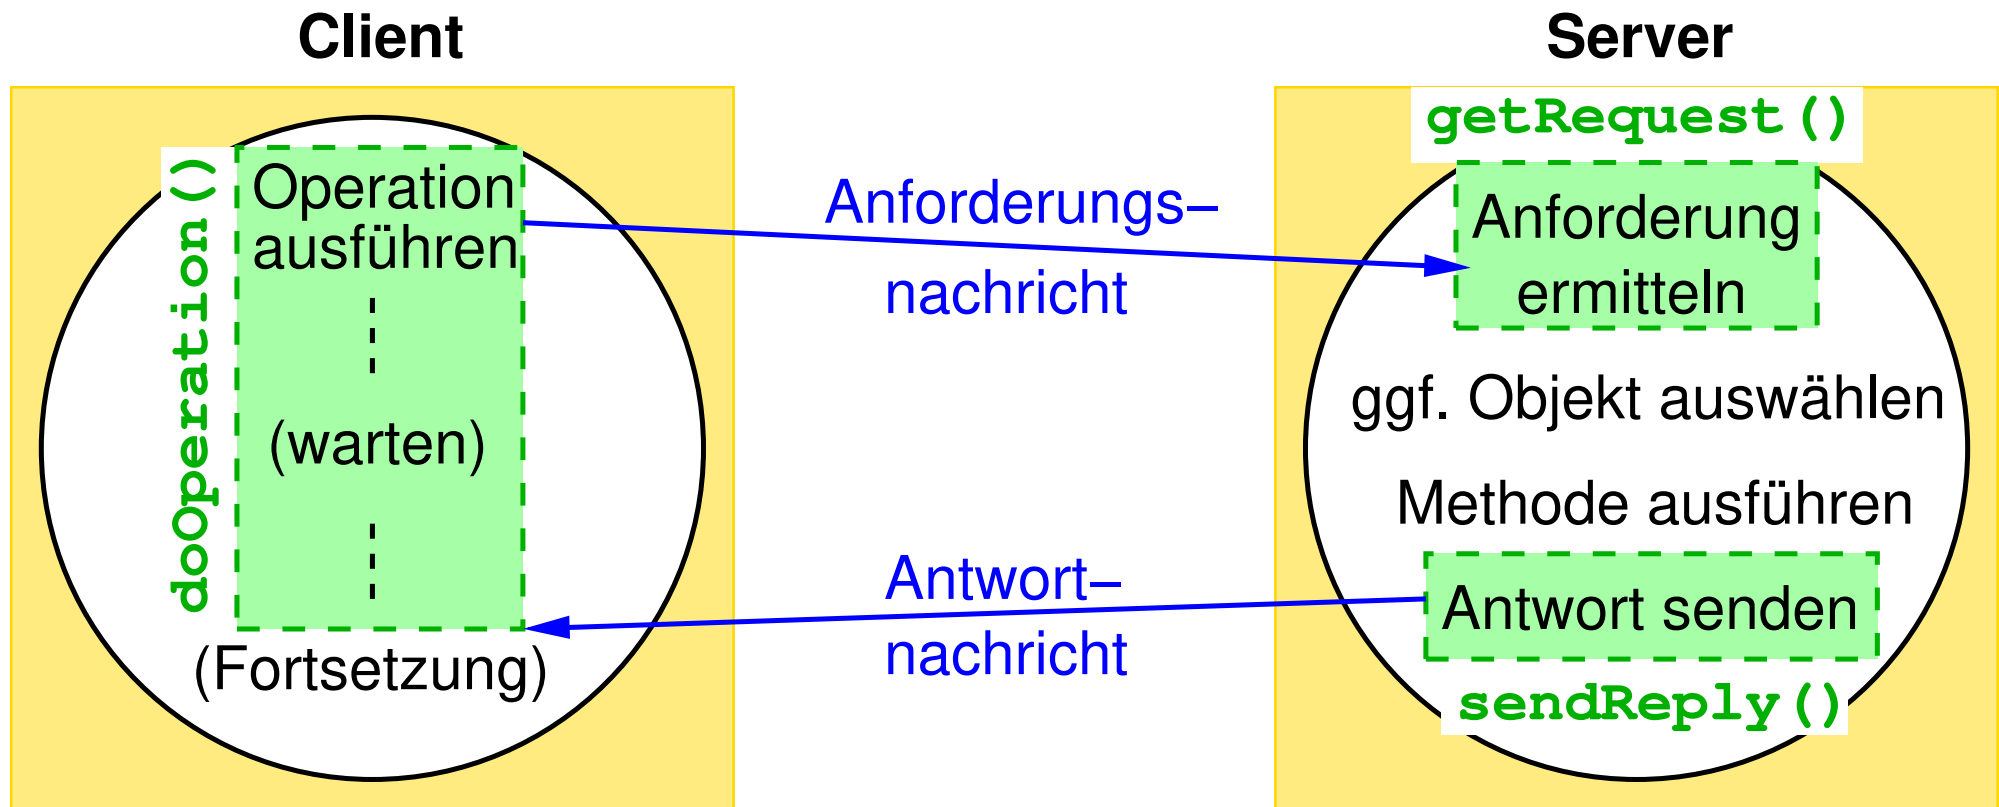 Client
doOperation()
Operation
ausführen
(warten)
(Fortsetzung)
Anforderungs–
nachricht
Antwort–
nachricht
Server
getRequest()
Anforderung
ermitteln
ggf. Objekt auswählen
Methode ausführen
Antwort senden
sendReply()